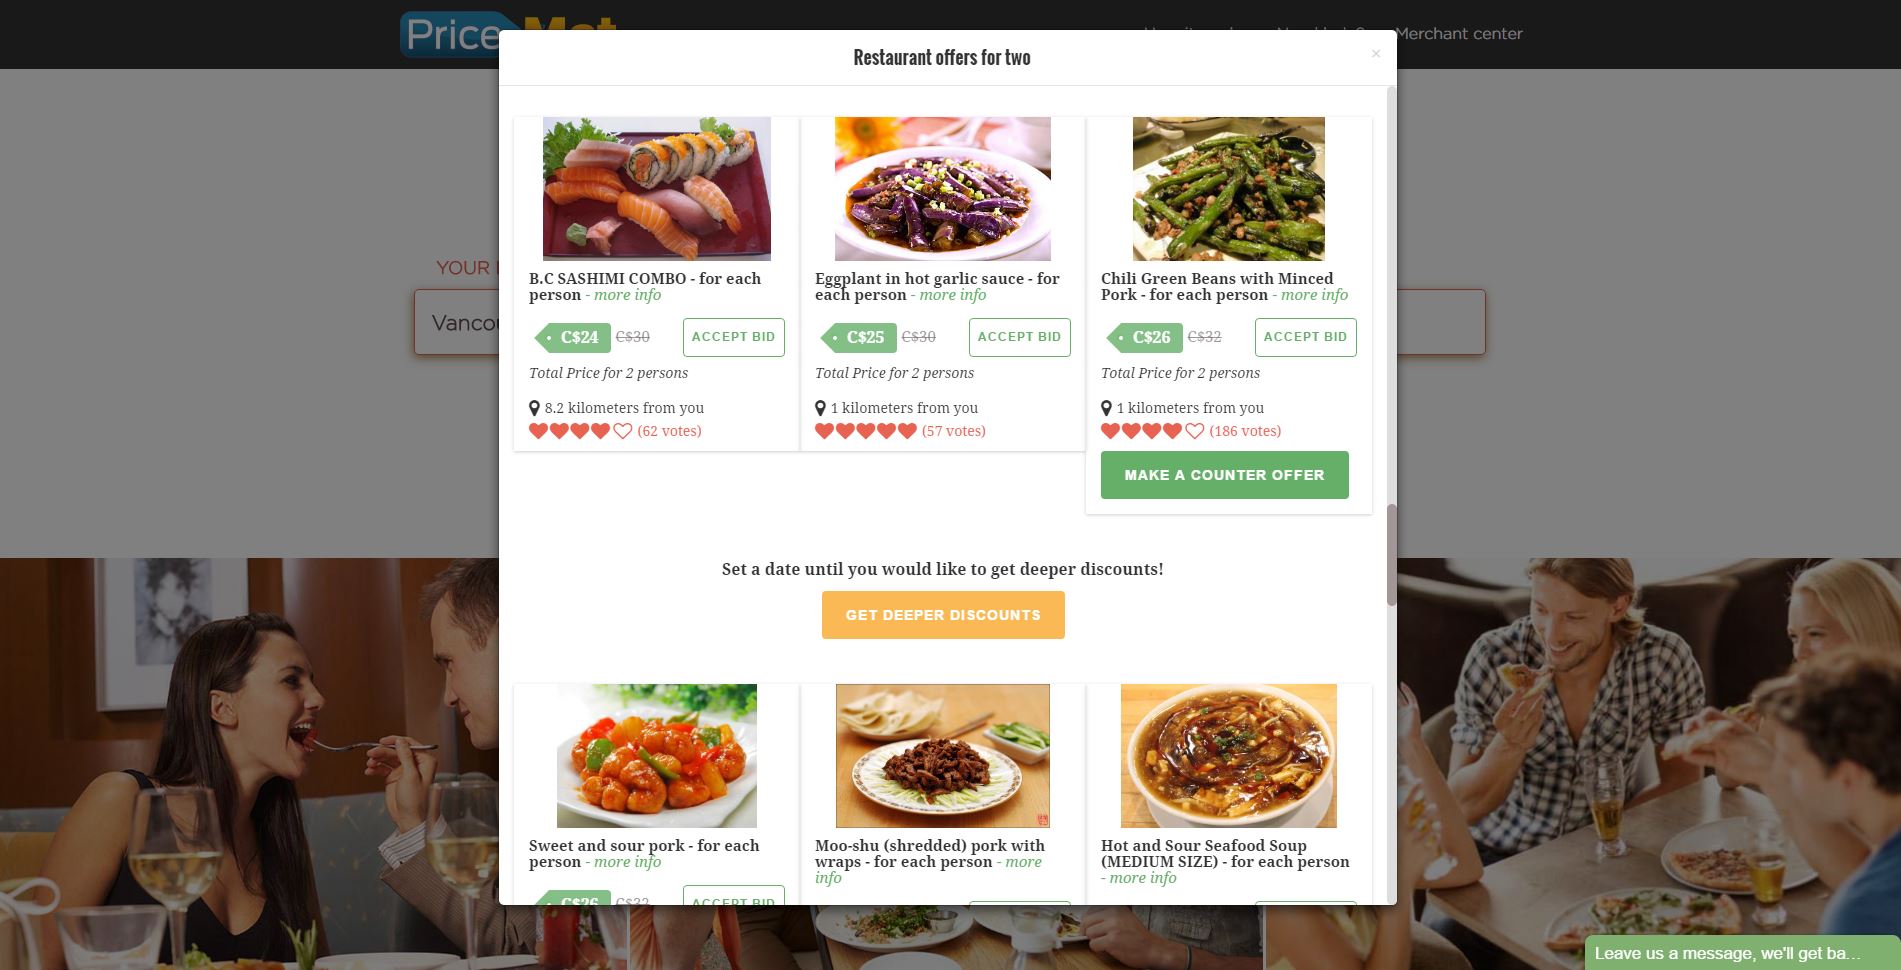 Price
Merchant center
Restaurant offers for two
×
YOUR
B.C SASHIMI COMBO - for each
person - more info
C$24 C$30 ACCEPT BID
Total Price for 2 persons
8.2 kilometers from you
(62 votes)
Eggplant in hot garlic sauce - for
each person - more info
C$25 C$30 ACCEPT BID
Total Price for 2 persons
1 kilometers from you
(57 votes)
Chili Green Beans with Minced
Pork - for each person - more info
C$26 C$32 ACCEPT BID
Total Price for 2 persons
1 kilometers from you
(186 votes)
MAKE A COUNTER OFFER
Set a date until you would like to get deeper discounts!
GET DEEPER DISCOUNTS
Sweet and sour pork - for each
person - more info
C$26 C$32 ACCEPT BID
Moo-shu (shredded) pork with
wraps - for each person - more
info
Hot and Sour Seafood Soup
(MEDIUM SIZE) - for each person
- more info
Leave us a message, we'll get ba...